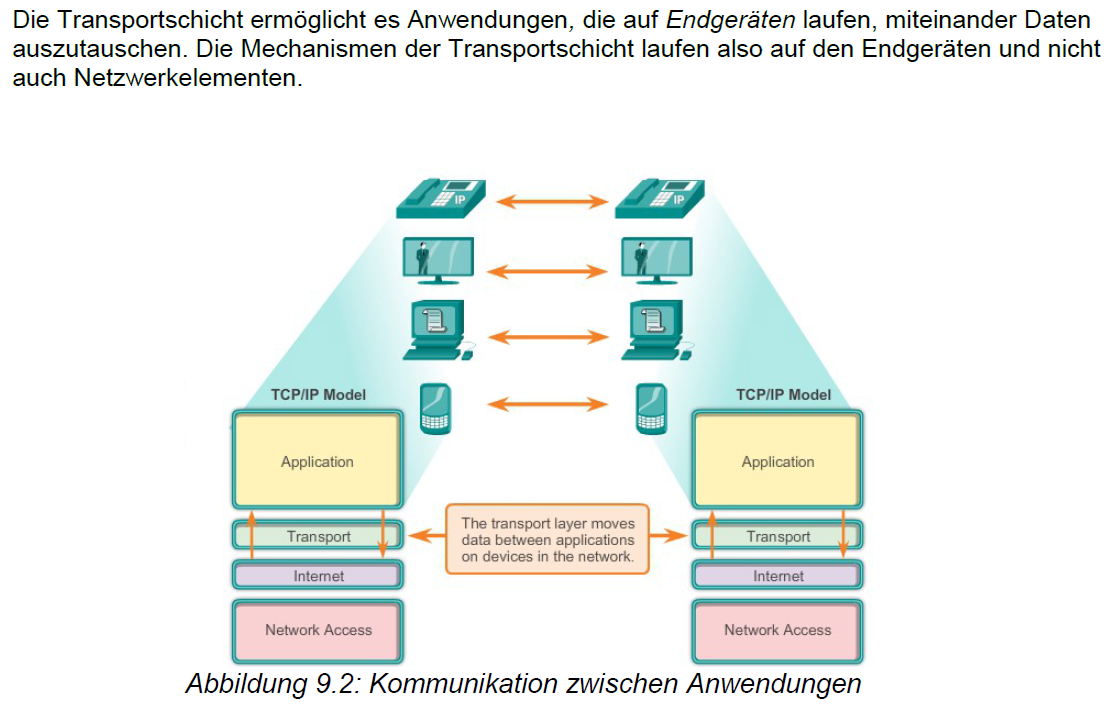 Die Transportschicht ermöglicht es Anwendungen, die auf Endgeräten laufen, miteinander Daten
auszutauschen. Die Mechanismen der Transportschicht laufen also auf den Endgeräten und nicht
auch Netzwerkelementen.
IP
IP
TCP/IP Model
TCP/IP Model
Application
Application
The transport layer moves
data between applications
on devices in the network.
Transport
Transport
Internet
Internet
Network Access
Network Access
Abbildung 9.2: Kommunikation zwischen Anwendungen